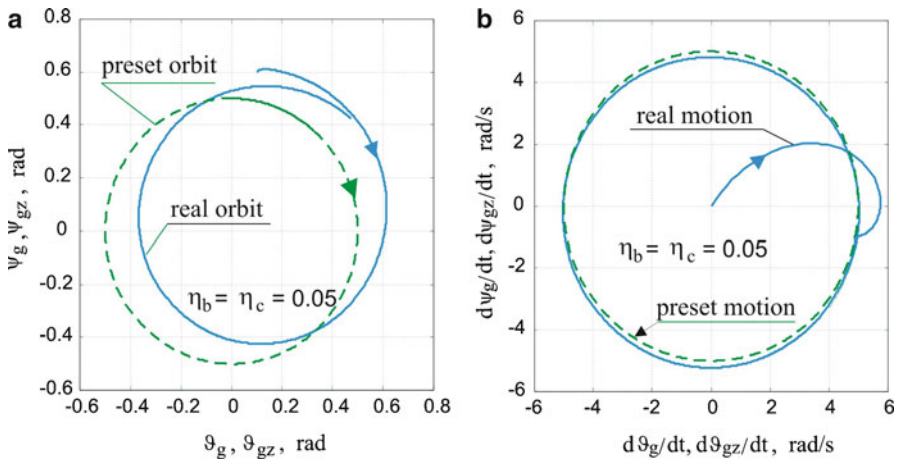 a
0.8
0.6
0.4
0.2
0
-0.2
-0.4
-0.6
ψg, ψgz, rad
preset orbit
real orbit
ηb = ηc = 0.05
-0.6 -0.4 -0.2 0 0.2 0.4 0.6 0.8
ϑg, ϑgz, rad
b
6
4
2
0
-2
-4
-6
dψg/dt, dψgz/dt, rad/s
real motion
ηb = ηc = 0.05
preset motion
-6 -4 -2 0 2 4 6
dϑg/dt, dϑgz/dt, rad/s